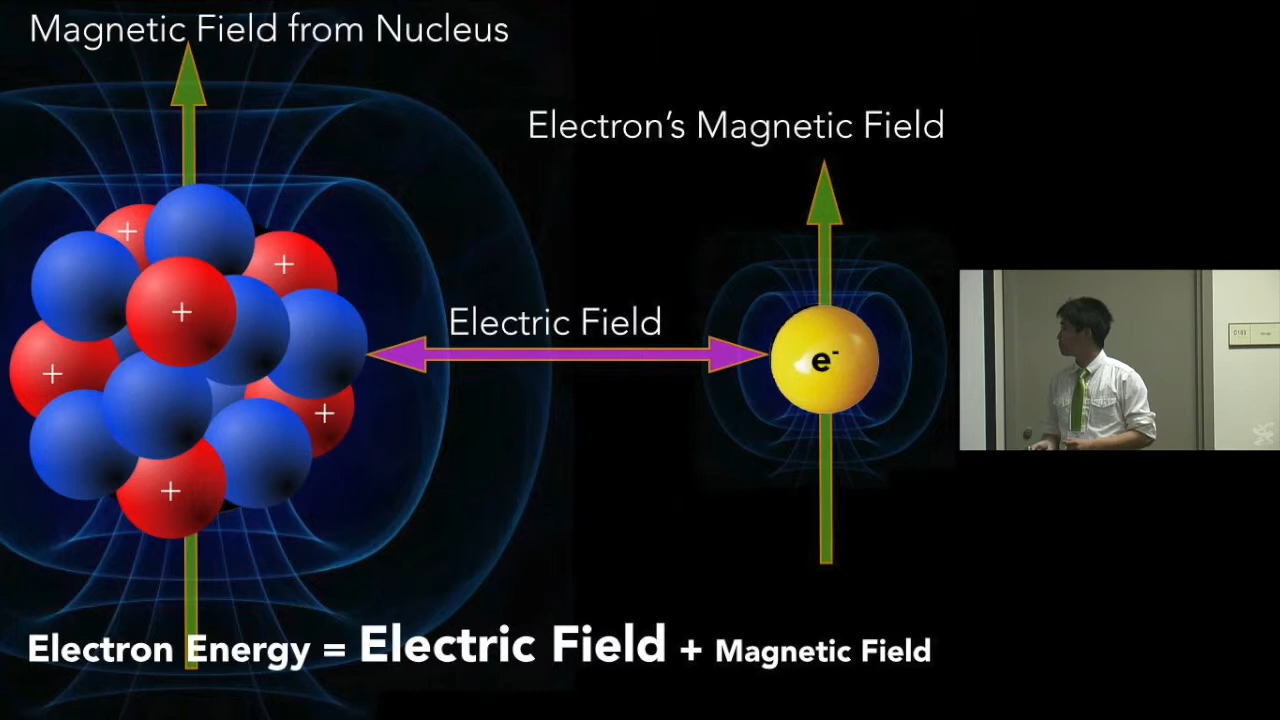 Magnetic Field from Nucleus
Electron's Magnetic Field
Electric Field
+
+
+
+
+
+
e-
Electron Energy = Electric Field + Magnetic Field